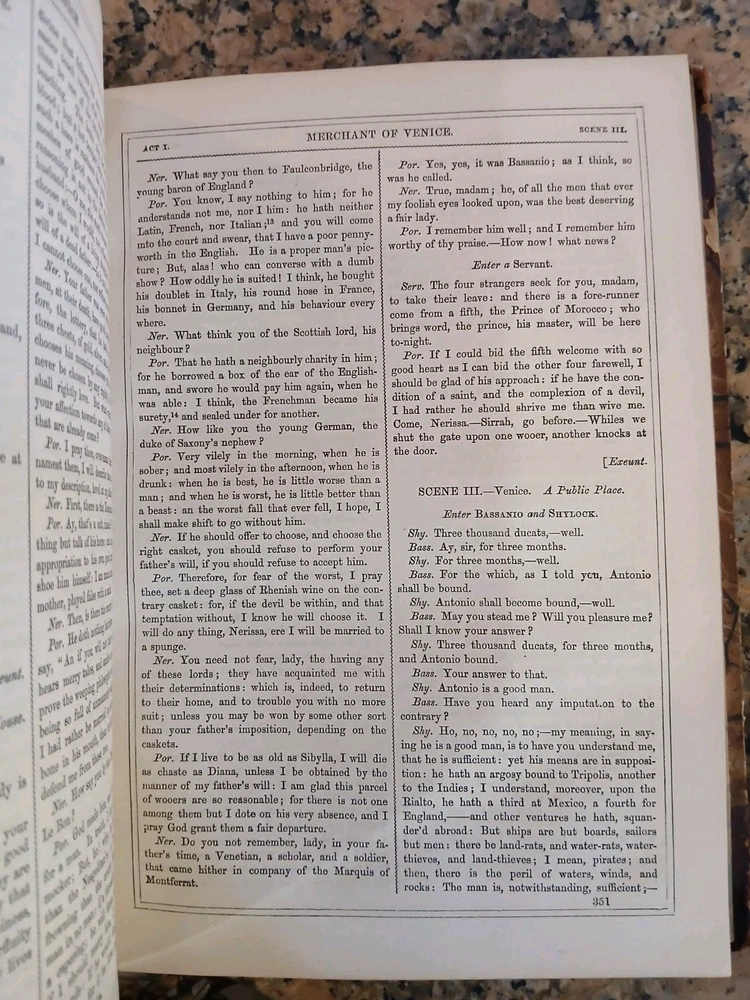 ACT I.
MERCHANT OF VENICE.
SCENE III.
Ner. What say you then to Faulconbridge, the
young baron of England?
Por. You know, I say nothing to him; for he
understands not me, nor I him: he hath neither
Latin, French, nor Italian;¹³ and you will come
into the court and swear, that I have a poor penny-
worth in the English. He is a proper man's pic-
ture; But, alas! who can converse with a dumb
show? How oddly he is suited! I think, he bought
his doublet in Italy, his round hose in France,
his bonnet in Germany, and his behaviour every
where.
Ner. What think you of the Scottish lord, his
neighbour?
Por. That he hath a neighbourly charity in him;
for he borrowed a box of the ear of the English-
man, and swore he would pay him again, when he
was able: I think, the Frenchman became his
surety,¹⁴ and sealed under for another.
Ner. How like you the young German, the
duke of Saxony's nephew?
Por. Very vilely in the morning, when he is
sober; and most vilely in the afternoon, when he is
drunk: when he is best, he is little worse than a
man; and when he is worst, he is little better than
a beast: an the worst fall that ever fell, I hope, I
shall make shift to go without him.
Ner. If he should offer to choose, and choose the
right casket, you should refuse to perform your
father's will, if you should refuse to accept him.
Por. Therefore, for fear of the worst, I pray
thee, set a deep glass of Rhenish wine on the con-
trary casket: for, if the devil be within, and that
temptation without, I know he will choose it. I
will do any thing, Nerissa, ere I will be married to
a spunge.
Ner. You need not fear, lady, the having any
of these lords; they have acquainted me with
their determinations: which is, indeed, to return
to their home, and to trouble you with no more
suit; unless you may be won by some other sort
than your father's imposition, depending on the
caskets.
Por. If I live to be as old as Sibylla, I will die
as chaste as Diana, unless I be obtained by the
manner of my father's will: I am glad this parcel
of wooers are so reasonable; for there is not one
among them but I dote on his very absence, and I
pray God grant them a fair departure.
Ner. Do you not remember, lady, in your fa-
ther's time, a Venetian, a scholar, and a soldier,
that came hither in company of the Marquis of
Montferrat.
Por. Yes, yes, it was Bassanio; as I think, so
was he called.
Ner. True, madam; he, of all the men that ever
my foolish eyes looked upon, was the best deserving
a fair lady.
Por. I remember him well; and I remember him
worthy of thy praise.—How now! what news?
Enter a Servant.
Serv. The four strangers seek for you, madam,
to take their leave: and there is a fore-runner
come from a fifth, the Prince of Morocco; who
brings word, the prince, his master, will be here
to-night.
Por. If I could bid the fifth welcome with so
good heart as I can bid the other four farewell, I
should be glad of his approach: if he have the con-
dition of a saint, and the complexion of a devil,
I had rather he should shrive me than wive me.
Come, Nerissa.—Sirrah, go before.—Whiles we
shut the gate upon one wooer, another knocks at
the door.
[Exeunt.
SCENE III.—Venice. A Public Place.
Enter BASSANIO and SHYLOCK.
Shy. Three thousand ducats,—well.
Bass. Ay, sir, for three months.
Shy. For three months,—well.
Bass. For the which, as I told you, Antonio
shall be bound.
Shy. Antonio shall become bound,—well.
Bass. May you stead me? Will you pleasure me?
Shall I know your answer?
Shy. Three thousand ducats, for three months,
and Antonio bound.
Bass. Your answer to that.
Shy. Antonio is a good man.
Bass. Have you heard any imputat.on to the
contrary?
Shy. Ho, no, no, no, no;—my meaning, in say-
ing he is a good man, is to have you understand me,
that he is sufficient: yet his means are in supposi-
tion: he hath an argosy bound to Tripolis, another
to the Indies; I understand, moreover, upon the
Rialto, he hath a third at Mexico, a fourth for
England,——and other ventures he hath, squan-
der'd abroad: But ships are but boards, sailors
but men: there be land-rats, and water-rats, water-
thieves, and land-thieves; I mean, pirates; and
then, there is the peril of waters, winds, and
rocks: The man is, notwithstanding, sufficient;—
351